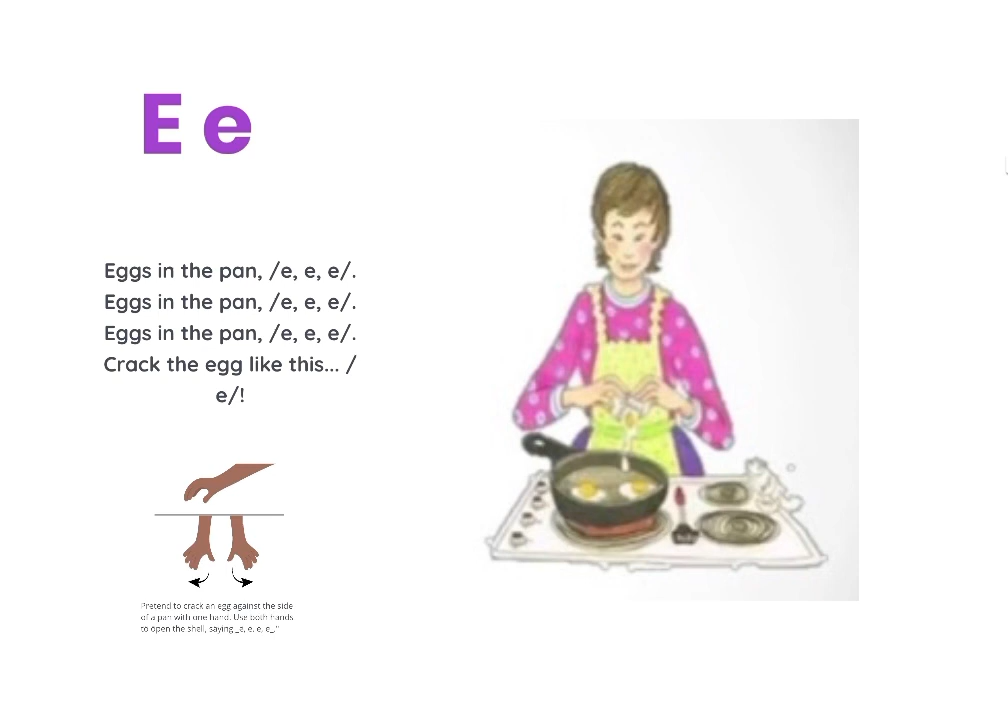 E e
Eggs in the pan, /e, e, e/.
Eggs in the pan, /e, e, e/.
Eggs in the pan, /e, e, e/.
Crack the egg like this... /
e/!
Pretend to crack an egg against the side
of a pan with one hand. Use both hands
to open the shell, saying _e, e. e, e_."